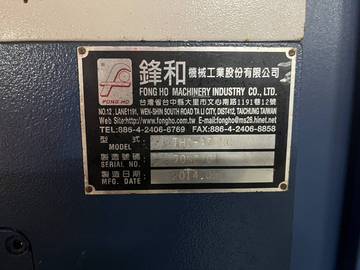 FONG HO
鋒和機械工業股份有限公司
FONG HO MACHINERY INDUSTRY CO., LTD.
台灣省台中縣大里市文心南路1191巷12號
NO.12, LANE1191, WEN-SHIN SOUTH ROAD TA LI CITY, DIST412, TAICHUNG TAIWAN
Web Site:http://www.fongho.com.tw E-mail:fongho@ms26.hinet.net
TEL:886-4-2406-6769 FAX:886-4-2406-8858
型式:
MODEL
製造號碼:
SERIAL NO.
製造日期:
MFG. DATE 2014.